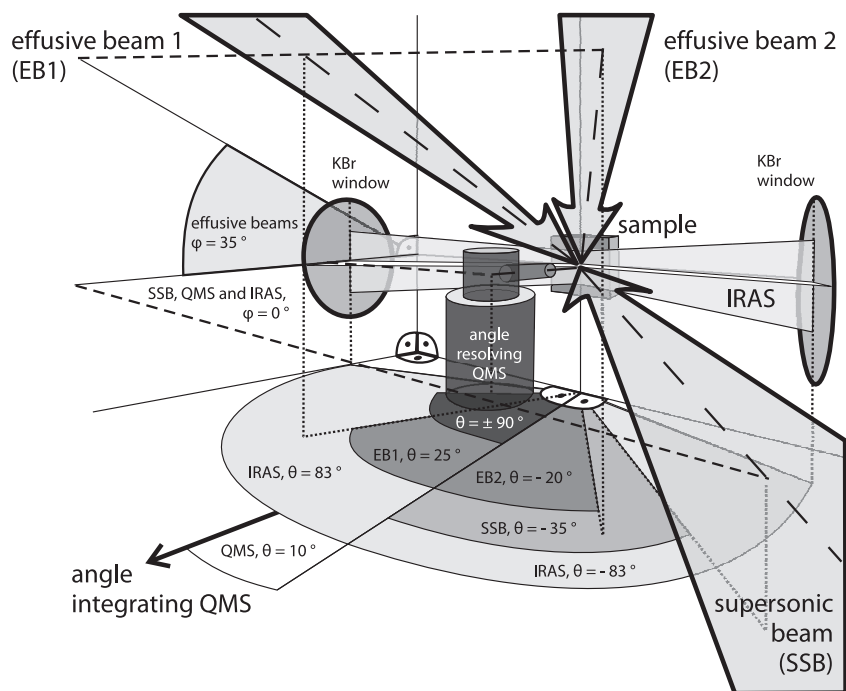 effusive beam 1
(EB1)
effusive beam 2
(EB2)
KBr
window
KBr
window
effusive beams
φ = 35 °
sample
SSB, QMS and IRAS,
φ = 0 °
IRAS
angle
resolving
QMS
θ = ± 90 °
EB1, θ = 25 °
EB2, θ = - 20 °
IRAS, θ = 83 °
SSB, θ = - 35 °
QMS, θ = 10 °
IRAS, θ = - 83 °
angle
integrating QMS
supersonic
beam
(SSB)